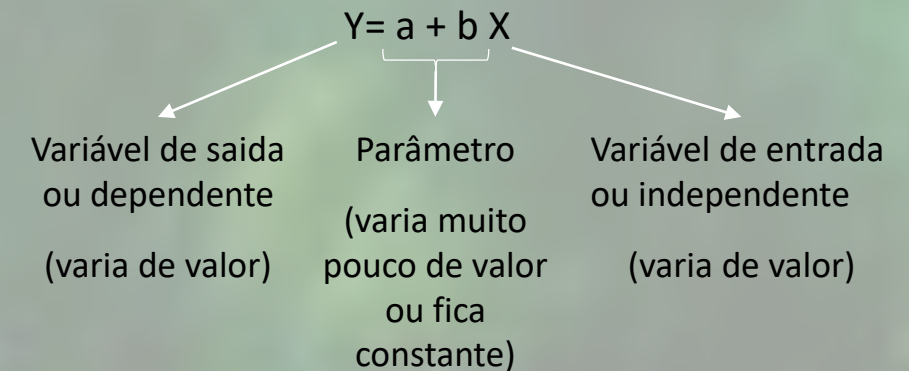 Y= a + b X
Variável de saida
ou dependente
(varia de valor)
Parâmetro
(varia muito
pouco de valor
ou fica
constante)
Variável de entrada
ou independente
(varia de valor)